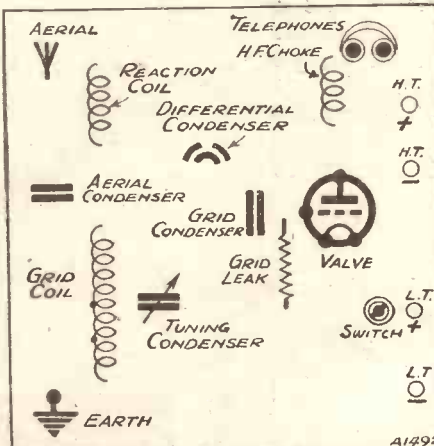 AERIAL
TELEPHONES
H.F. CHOKE
REACTION
COIL
H.T.
+
DIFFERENTIAL
CONDENSER
H.T.
–
AERIAL
CONDENSER
GRID
CONDENSER
GRID
LEAK
VALVE
GRID
COIL
TUNING
CONDENSER
SWITCH
L.T.
+
L.T
–
EARTH
A149